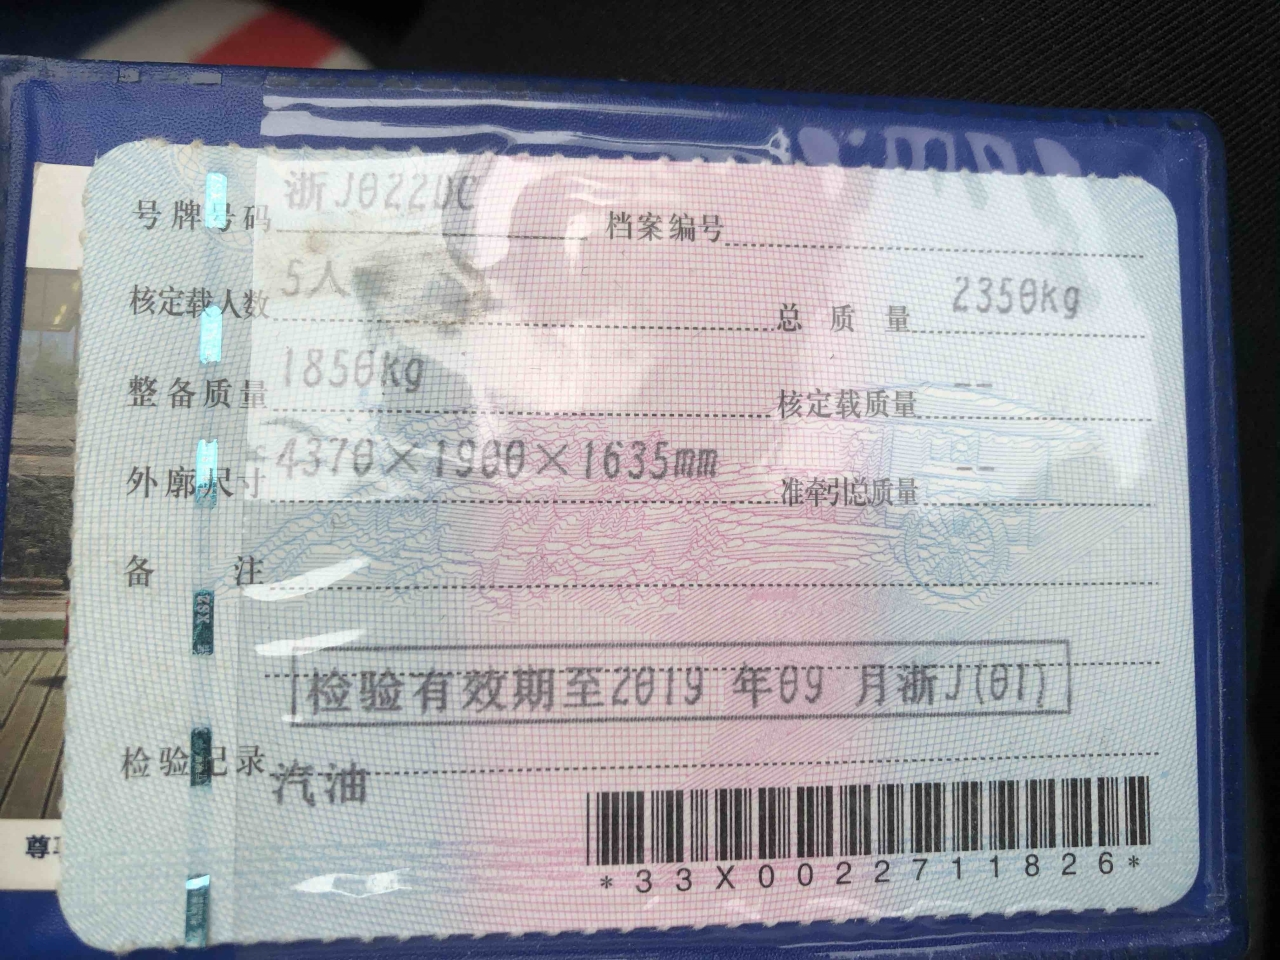 号牌号码 浙J022DC 档案编号
核定载人数 5人 总质量 2350kg
整备质量 1850kg 核定载质量 --
外廓尺寸 4370×1900×1635mm 准牵引总质量 --
备注
检验有效期至2019 年09 月浙J(01)
检验记录
汽油
*33X0022711826*
XSZ
尊